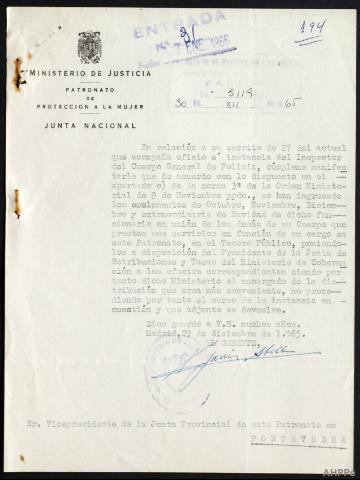 ENTRADA
7 ENE 1966
194
MINISTERIO DE JUSTICIA
PATRONATO
DE
PROTECCION A LA MUJER
JUNTA NACIONAL
Nº 5119
30 XII 65
En relación a su escrito de 27 del actual
que acompaña oficio e instancia del Inspector
del Cuerpo General de Policía, cúmpleme manifes
tarle que de acuerdo con lo dispuesto en el
apartado e) de la norma 3ª de la Orden Ministe-
rial de 9 de Noviembre ppdo., se han ingresado
los emolumentos de Octubre, Noviembre, Diciem-
bre y extraordinaria de Navidad de dicho fun-
cionario en unión de los demás de su Cuerpo que
prestan sus servicios en función de su cargo en
este Patronato, en el Tesoro Público, poniéndo-
los a disposición del Presidente de la Junta de
Retribuciones y Tasas del Ministerio de Goberna
ción a los efectos correspondientes siendo por
tanto dicho Ministerio el encargado de la dis-
tribución que crea más conveniente, no proce-
diendo por tanto el curso de la instancia en
cuestión y que adjunto se devuelve.
Dios guarde a V.E. muchos años.
Madrid, 29 de diciembre de 1.965.
EL GERENTE,
Sr. Vicepresidente de la Junta Provincial de este Patronato en
PONTEVEDRA
AHPPo